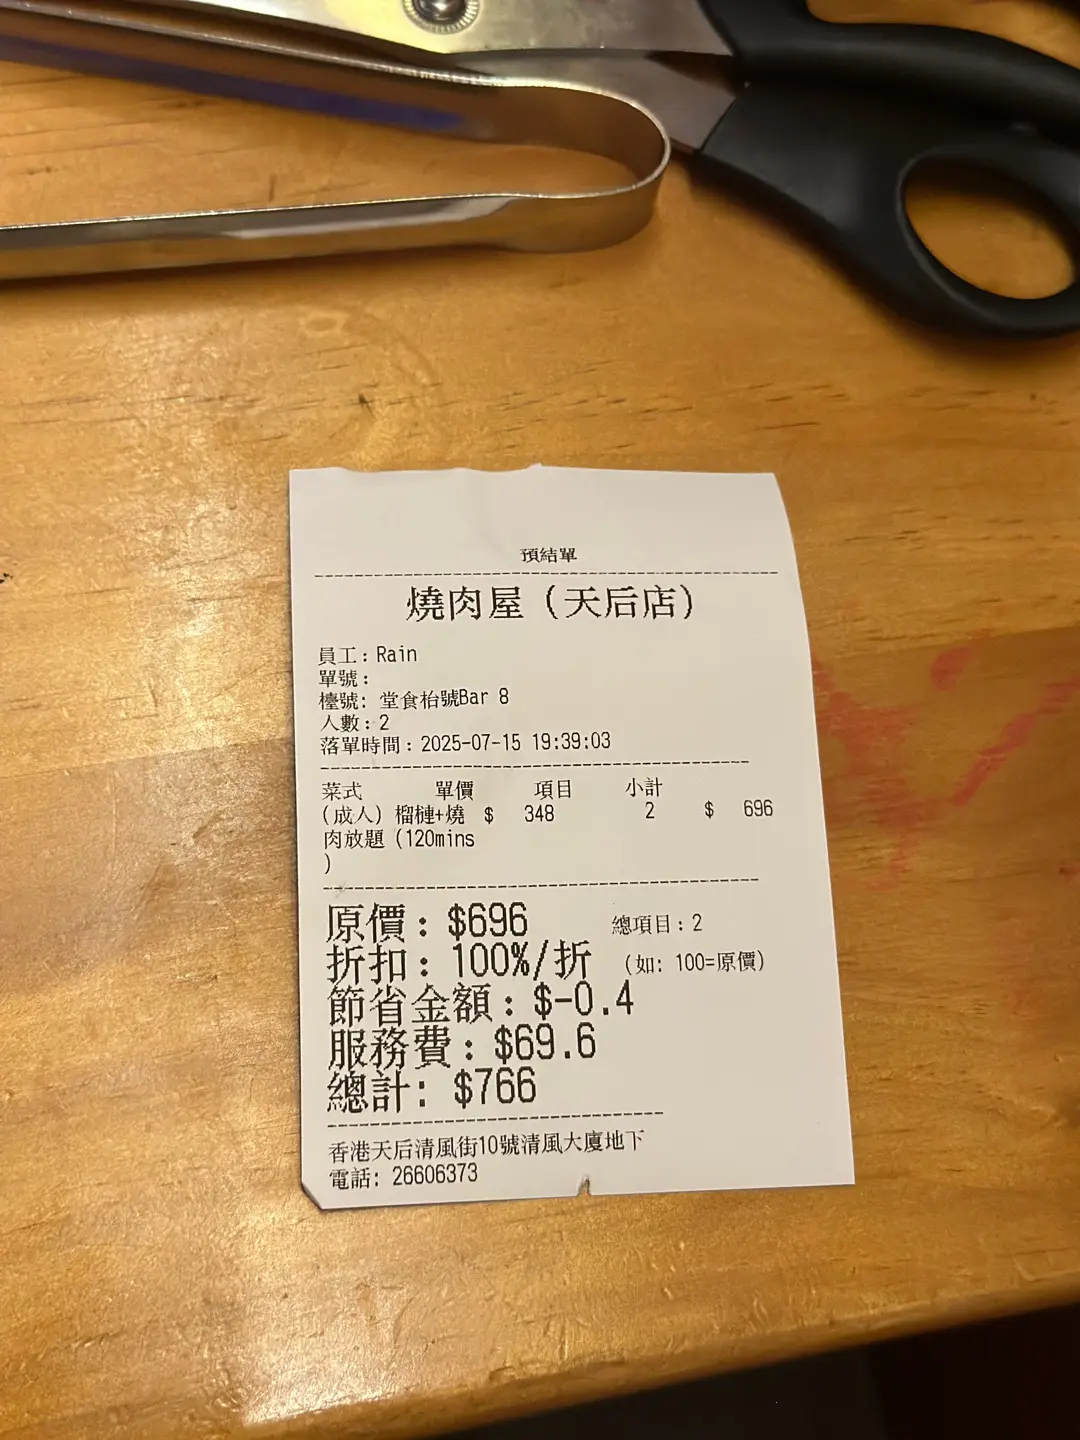 預結單
燒肉屋（天后店）
員工：Rain
單號：
檯號: 堂食枱號Bar 8
人數：2
落單時間：2025-07-15 19:39:03
菜式 單價 項目 小計
(成人) 榴槤+燒 $ 348 2 $ 696
肉放題 (120mins
)
原價：$696 總項目：2
折扣：100%/折 (如: 100=原價)
節省金額：$-0.4
服務費：$69.6
總計: $766
香港天后清風街10號清風大廈地下
電話: 26606373